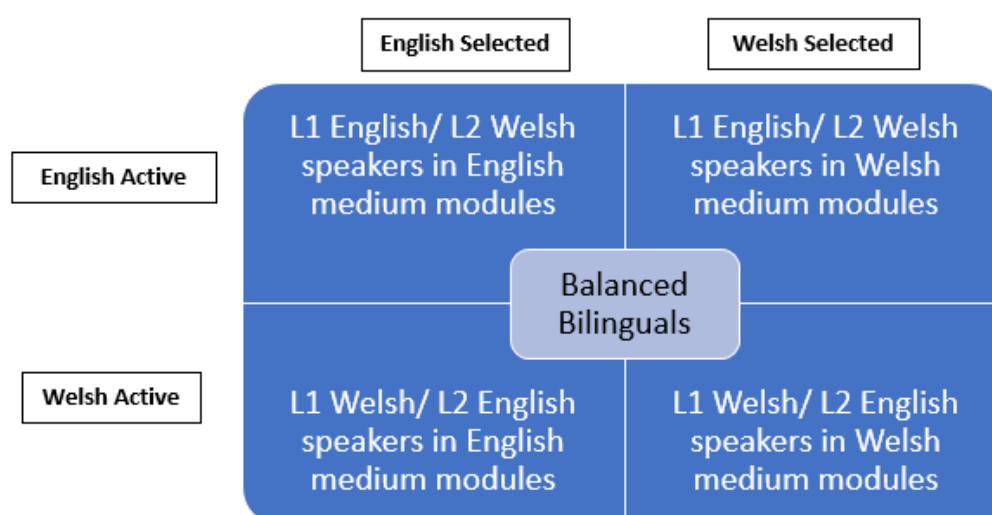 English Selected
Welsh Selected
English Active
L1 English/ L2 Welsh
speakers in English
medium modules
L1 English/ L2 Welsh
speakers in Welsh
medium modules
Balanced
Bilinguals
Welsh Active
L1 Welsh/ L2 English
speakers in English
medium modules
L1 Welsh/ L2 English
speakers in Welsh
medium modules